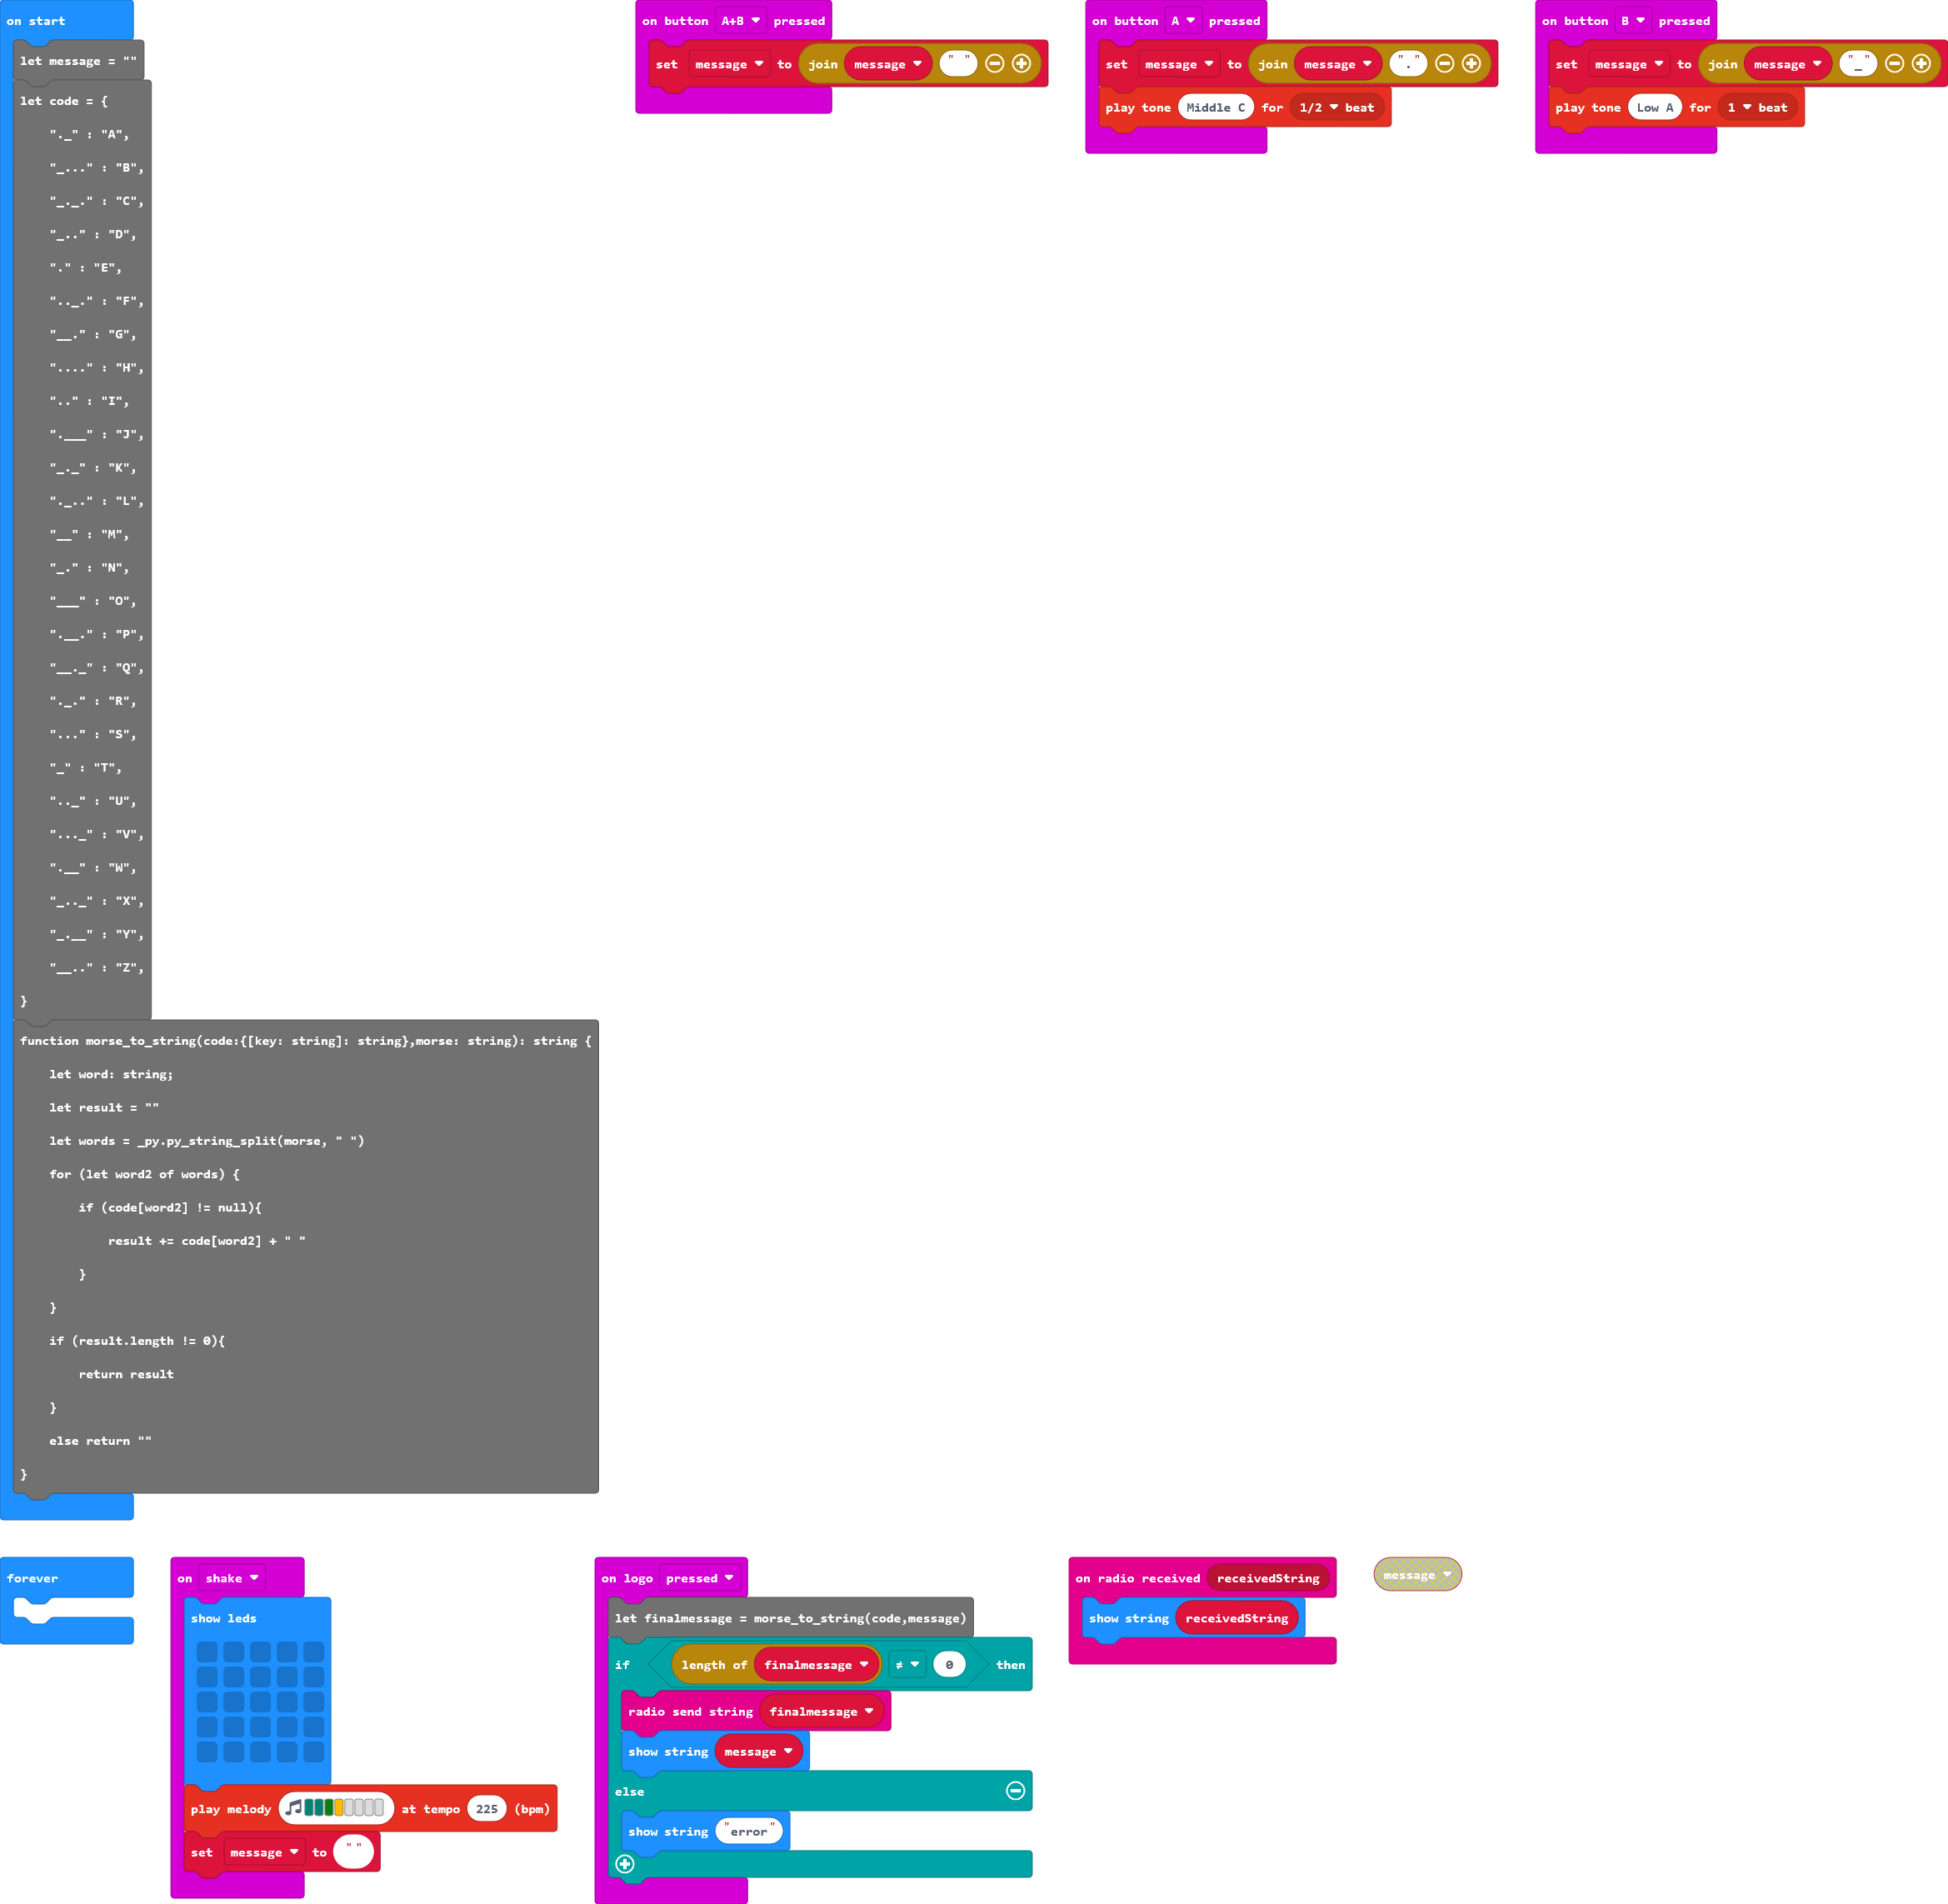 on start
let message = ""
let code = {
"._" : "A",
"_..." : "B",
"_._." : "C",
"_.." : "D",
"." : "E",
".._." : "F",
"__." : "G",
"...." : "H",
".." : "I",
".___" : "J",
"_._" : "K",
"._.." : "L",
"__" : "M",
"_." : "N",
"___" : "O",
".__." : "P",
"__._" : "Q",
"._." : "R",
"..." : "S",
"_" : "T",
".._" : "U",
"..._" : "V",
".__" : "W",
"_.._" : "X",
"_.__" : "Y",
"__.." : "Z",
}
function morse_to_string(code:{[key: string]: string},morse: string): string {
let word: string;
let result = ""
let words = _py.py_string_split(morse, " ")
for (let word2 of words) {
if (code[word2] != null){
result += code[word2] + " "
}
}
if (result.length != 0){
return result
}
else return ""
}
on button A+B pressed
set message to join message " "
on button A pressed
set message to join message "."
play tone Middle C for 1/2 beat
on button B pressed
set message to join message "_"
play tone Low A for 1 beat
forever
on shake
show leds
play melody at tempo 225 (bpm)
set message to ""
on logo pressed
let finalmessage = morse_to_string(code,message)
if length of finalmessage ≠ 0 then
radio send string finalmessage
show string message
else
show string "error"
on radio received receivedString
show string receivedString
message